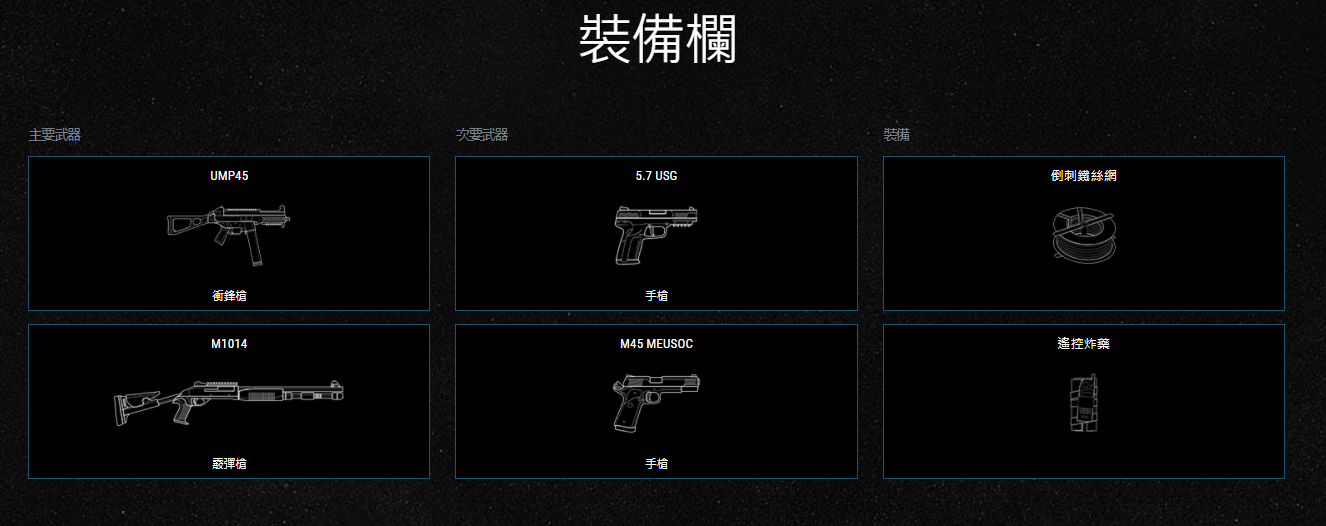 裝備欄
主要武器
UMP45
衝鋒槍
M1014
霰彈槍
次要武器
5.7 USG
手槍
M45 MEUSOC
手槍
裝備
倒刺鐵絲網
遙控炸藥